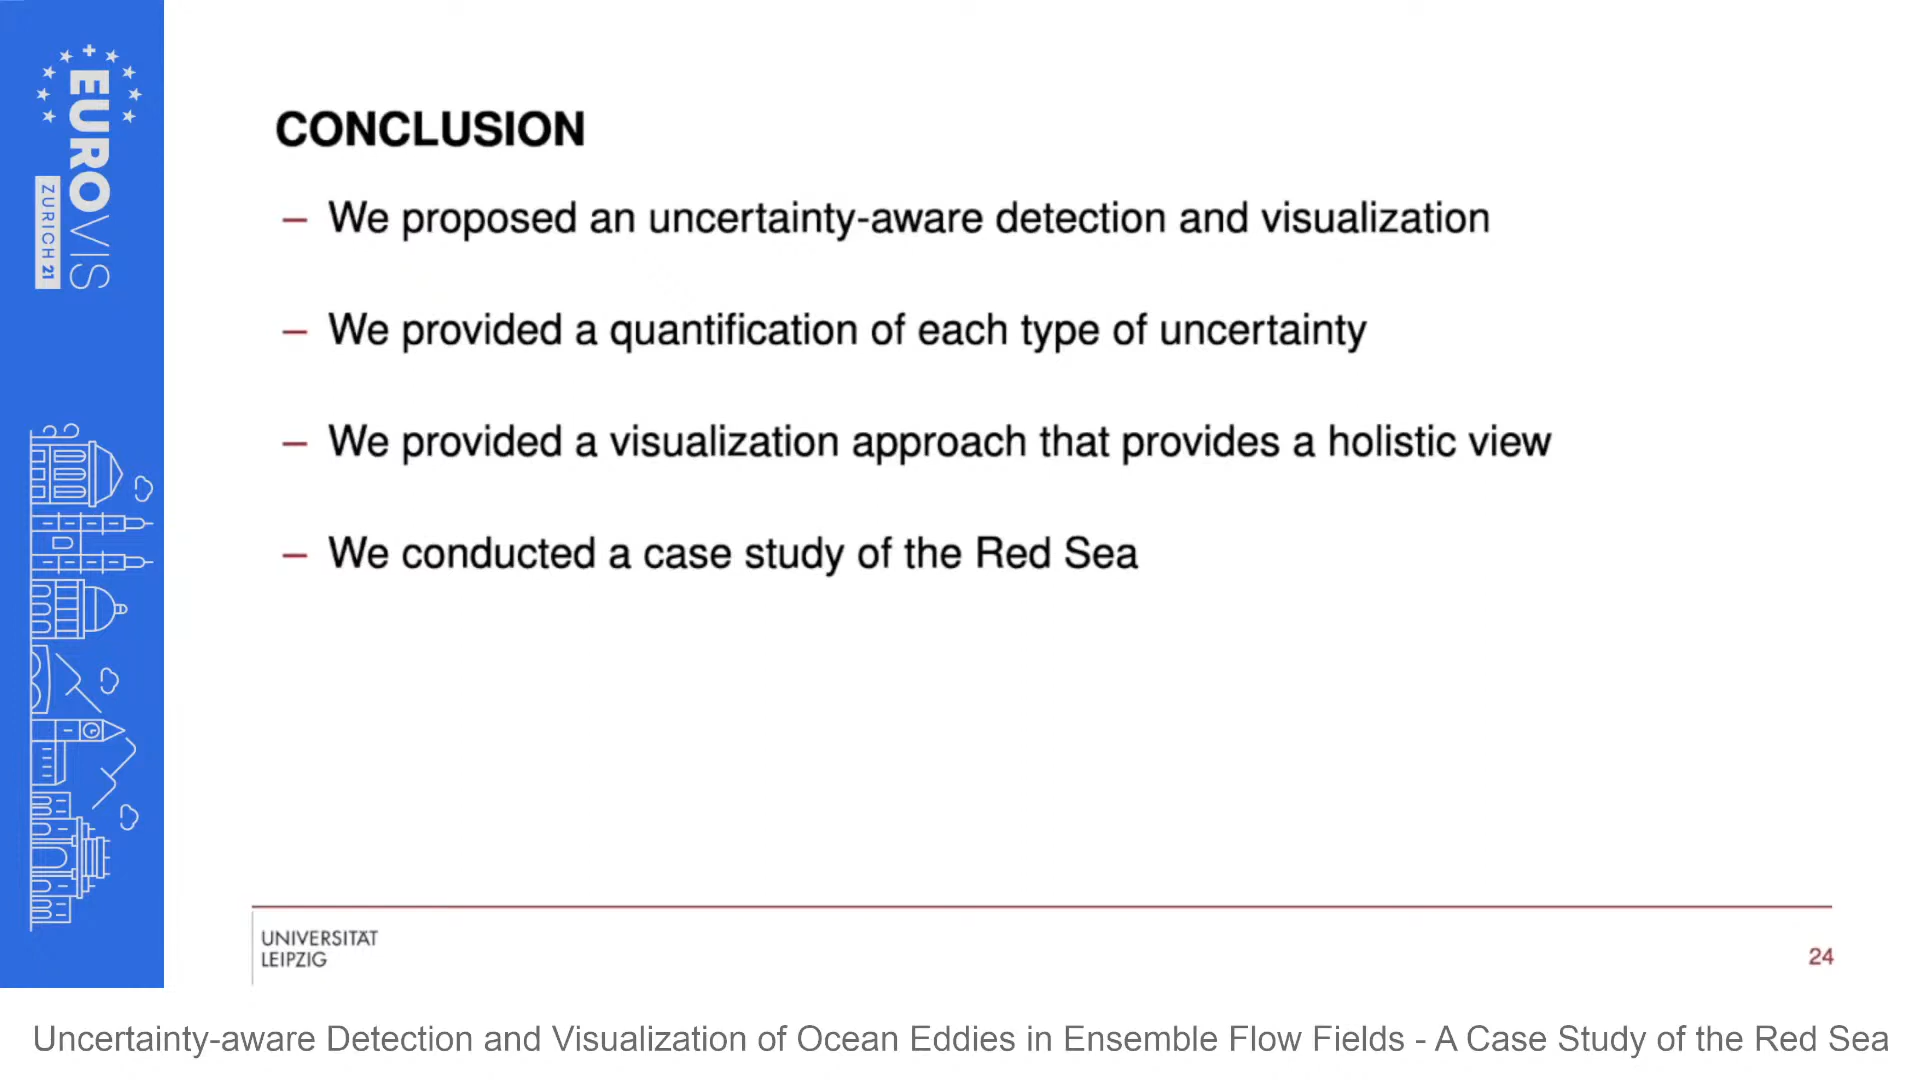 EUROVIS
ZURICH 21
CONCLUSION
– We proposed an uncertainty-aware detection and visualization
– We provided a quantification of each type of uncertainty
– We provided a visualization approach that provides a holistic view
– We conducted a case study of the Red Sea
UNIVERSITÄT
LEIPZIG
24
Uncertainty-aware Detection and Visualization of Ocean Eddies in Ensemble Flow Fields - A Case Study of the Red Sea